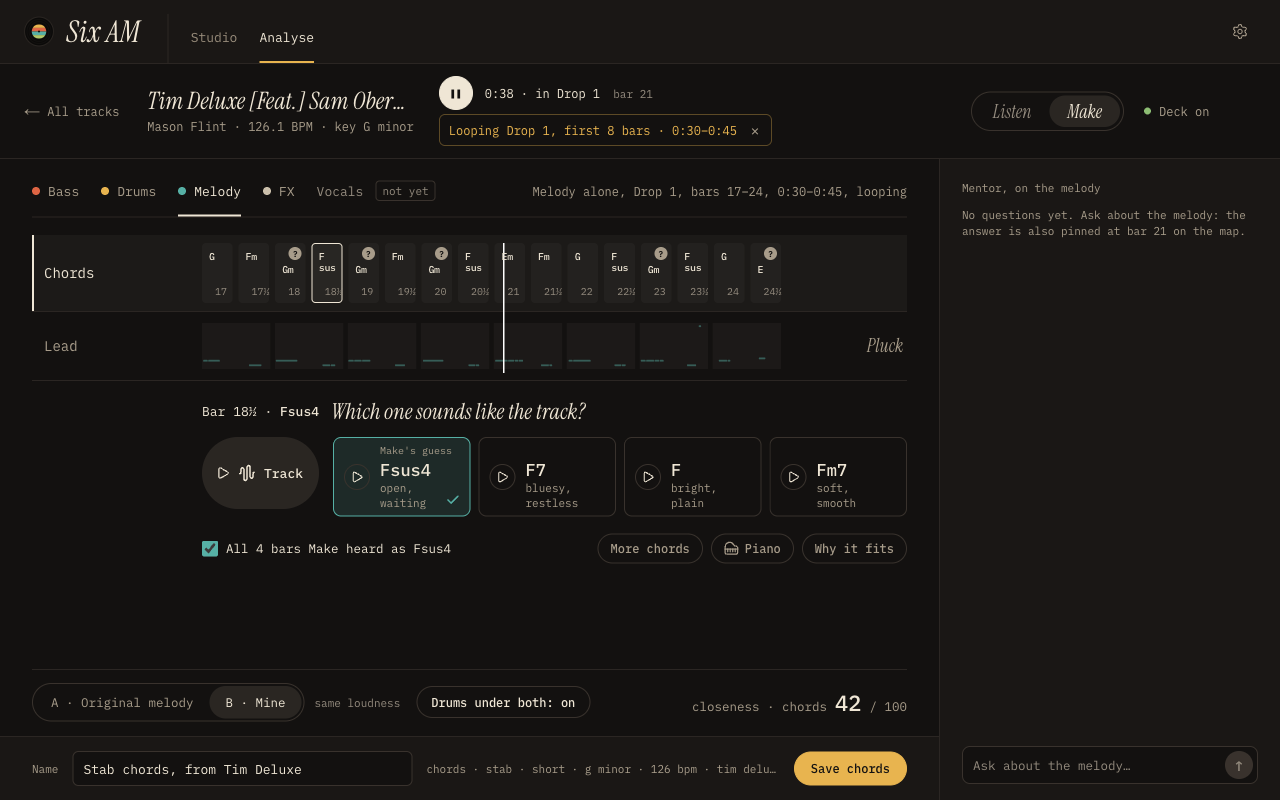 Six AM
Studio
Analyse
← All tracks
Tim Deluxe [Feat.] Sam Ober…
Mason Flint · 126.1 BPM · key G minor
0:38 · in Drop 1 bar 21
Looping Drop 1, first 8 bars · 0:30–0:45 ×
Listen
Make
Deck on
Bass
Drums
Melody
FX
Vocals
not yet
Melody alone, Drop 1, bars 17–24, 0:30–0:45, looping
Chords
G 17
Fm 17½
? Gm 18
F sus 18½
? Gm 19
Fm 19½
? Gm 20
F sus 20½
Em 21
Fm 21½
G 22
F sus 22½
? Gm 23
F sus 23½
G 24
? E 24½
Lead
Pluck
Bar 18½ · Fsus4 Which one sounds like the track?
Track
Make's guess
Fsus4
open,
waiting
F7
bluesy,
restless
F
bright,
plain
Fm7
soft,
smooth
All 4 bars Make heard as Fsus4
More chords
Piano
Why it fits
A · Original melody
B · Mine
same loudness
Drums under both: on
closeness · chords 42 / 100
Name
Stab chords, from Tim Deluxe
chords · stab · short · g minor · 126 bpm · tim delu…
Save chords
Mentor, on the melody
No questions yet. Ask about the melody: the
answer is also pinned at bar 21 on the map.
Ask about the melody…
↑